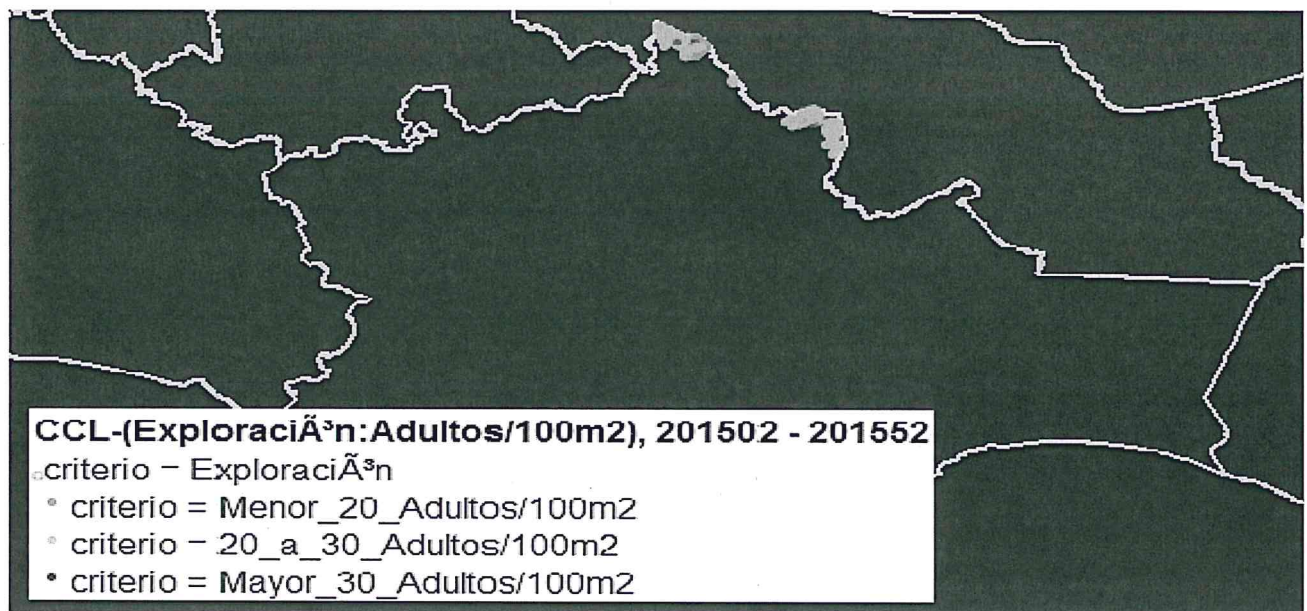 CCL-(ExploraciÃ³n:Adultos/100m2), 201502 - 201552
criterio – ExploraciÃ³n
criterio = Menor_20_Adultos/100m2
criterio – 20_a_30_Adultos/100m2
criterio = Mayor_30_Adultos/100m2